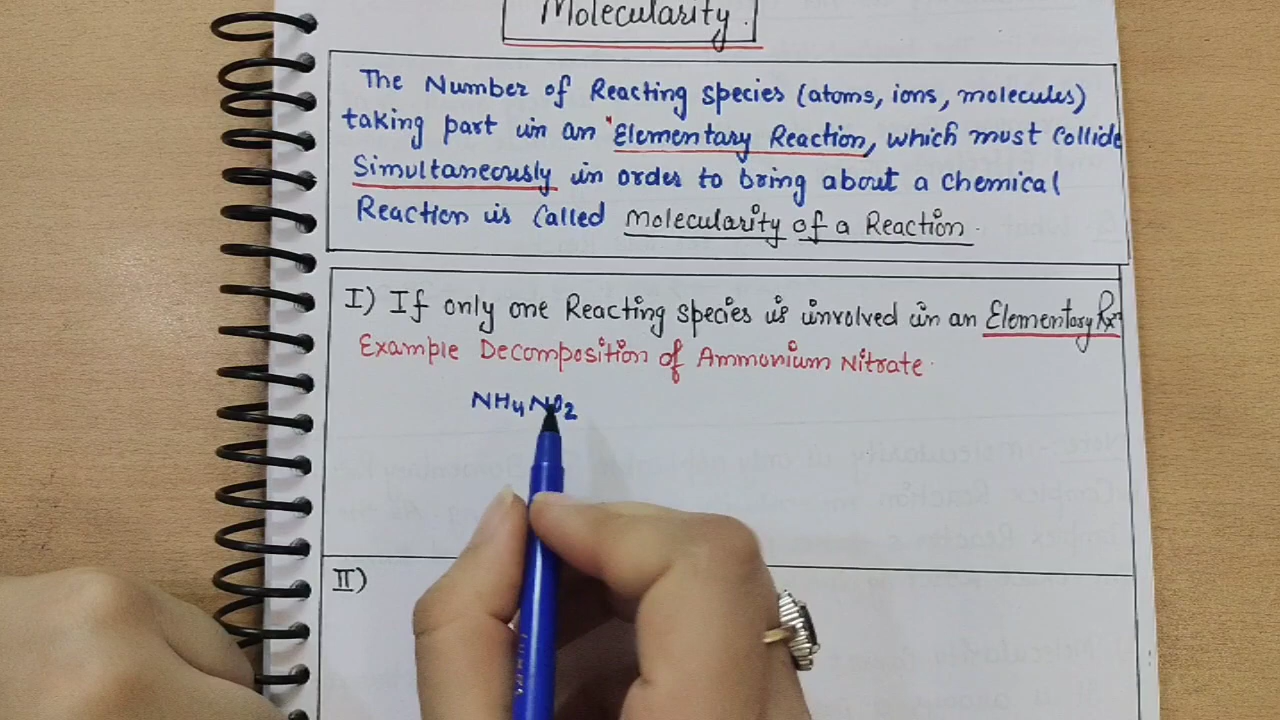 Molecularity.
The Number of Reacting species (atoms, ions, molecules)
taking part in an "Elementary Reaction, which must collide
Simultaneously in order to bring about a chemical
Reaction is called Molecularity of a Reaction.
I) If only one Reacting species is involved in an Elementary Rxn
Example Decomposition of Ammonium Nitrate.
NH4NO2
II)